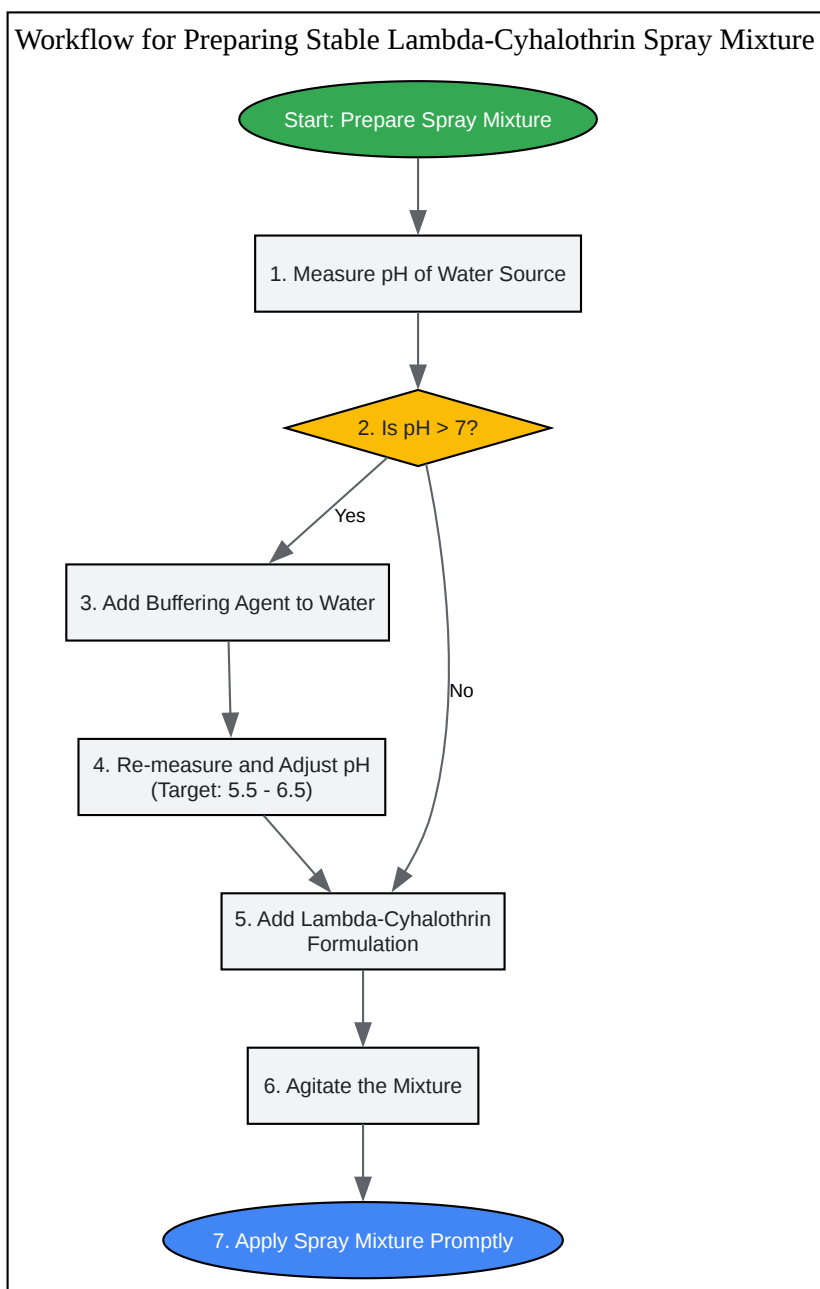 Workflow for Preparing Stable Lambda-Cyhalothrin Spray Mixture
Start: Prepare Spray Mixture
1. Measure pH of Water Source
2. Is pH > 7?
Yes
3. Add Buffering Agent to Water
No
4. Re-measure and Adjust pH
(Target: 5.5 - 6.5)
5. Add Lambda-Cyhalothrin
Formulation
6. Agitate the Mixture
7. Apply Spray Mixture Promptly